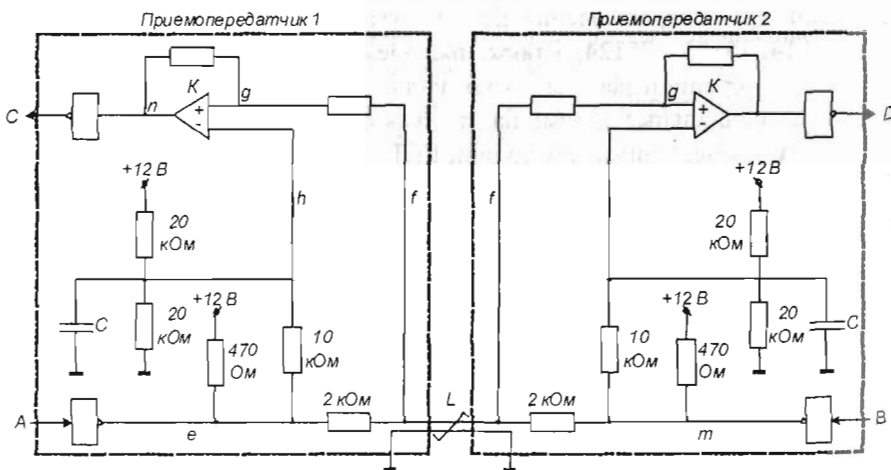 Приемопередатчик 1
Приемопередатчик 2
К
К
g
g
С
n
+
-
+
-
D
+12 В
+12 В
h
f
f
20
кОм
20
кОм
+12 В
+12 В
С
20
кОм
470
Ом
10
кОм
10
кОм
470
Ом
20
кОм
С
А
2 кОм
L
2 кОм
В
e
m